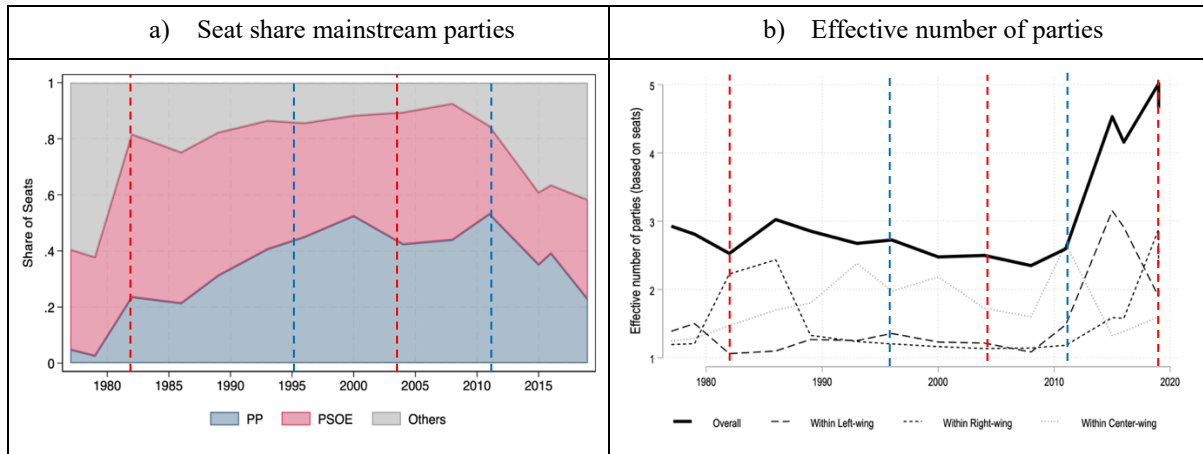 a) Seat share mainstream parties
b) Effective number of parties
Share of Seats
1
.8
.6
.4
.2
0
1980 1985 1990 1995 2000 2005 2010 2015
PP PSOE Others
Effective number of parties (based on seats)
5
4
3
2
1
1980 1990 2000 2010 2020
Overall Within Left-wing Within Right-wing Within Center-wing